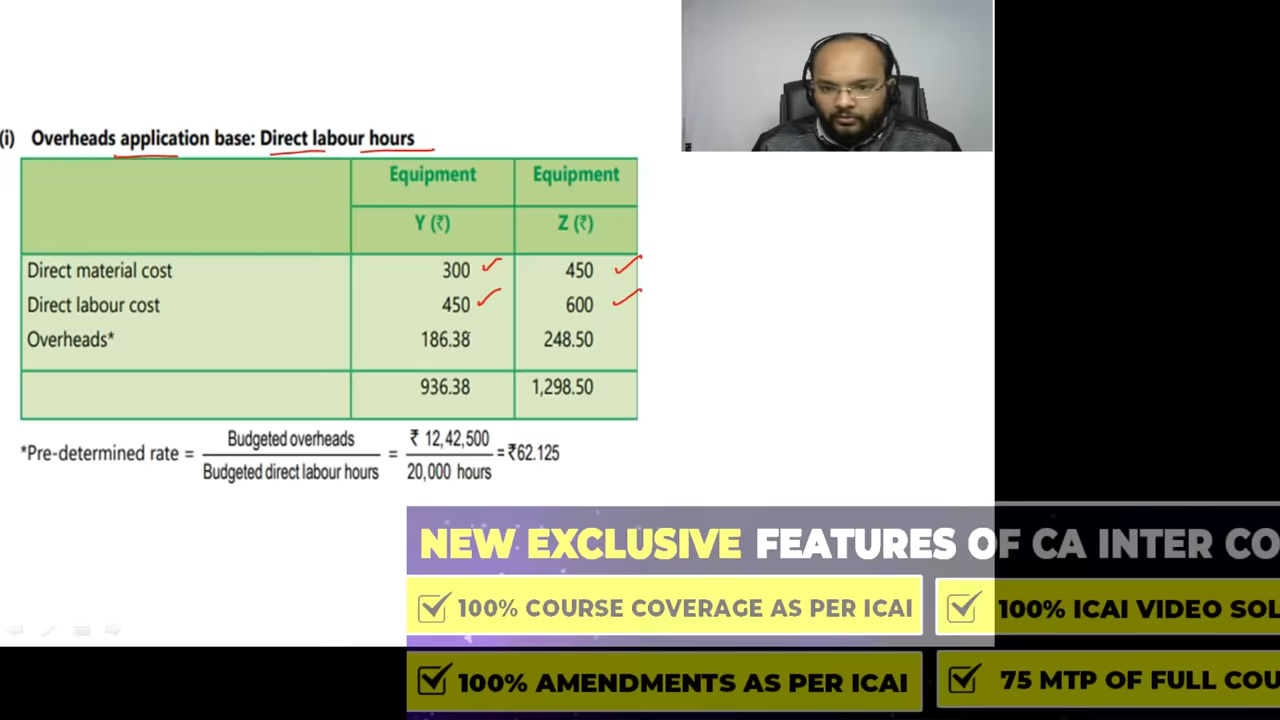 (i) Overheads application base: Direct labour hours
Equipment Equipment
Y (₹) Z (₹)
Direct material cost 300 450
Direct labour cost 450 600
Overheads* 186.38 248.50
936.38 1,298.50
*Pre-determined rate = Budgeted overheads / Budgeted direct labour hours = ₹ 12,42,500 / 20,000 hours = ₹62.125
NEW EXCLUSIVE FEATURES OF CA INTER CO
100% COURSE COVERAGE AS PER ICAI
100% ICAI VIDEO SOL
100% AMENDMENTS AS PER ICAI
75 MTP OF FULL COU